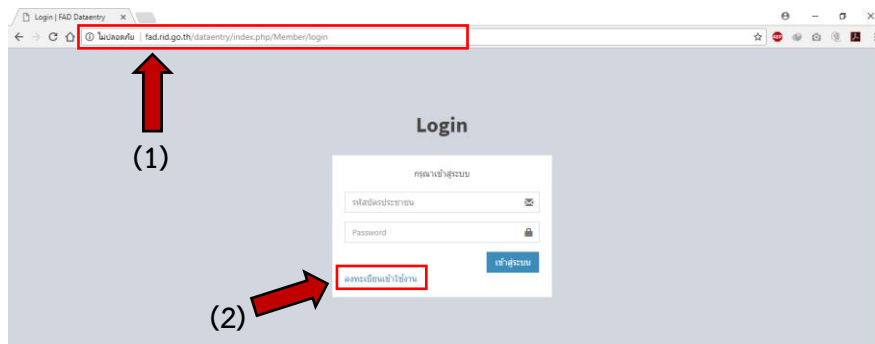 Login | FAD Dataentry
ไม่ปลอดภัย | fad.rid.go.th/dataentry/index.php/Member/login
(1)
Login
กรุณาเข้าสู่ระบบ
รหัสบัตรประชาชน
Password
เข้าสู่ระบบ
ลงทะเบียนเข้าใช้งาน
(2)